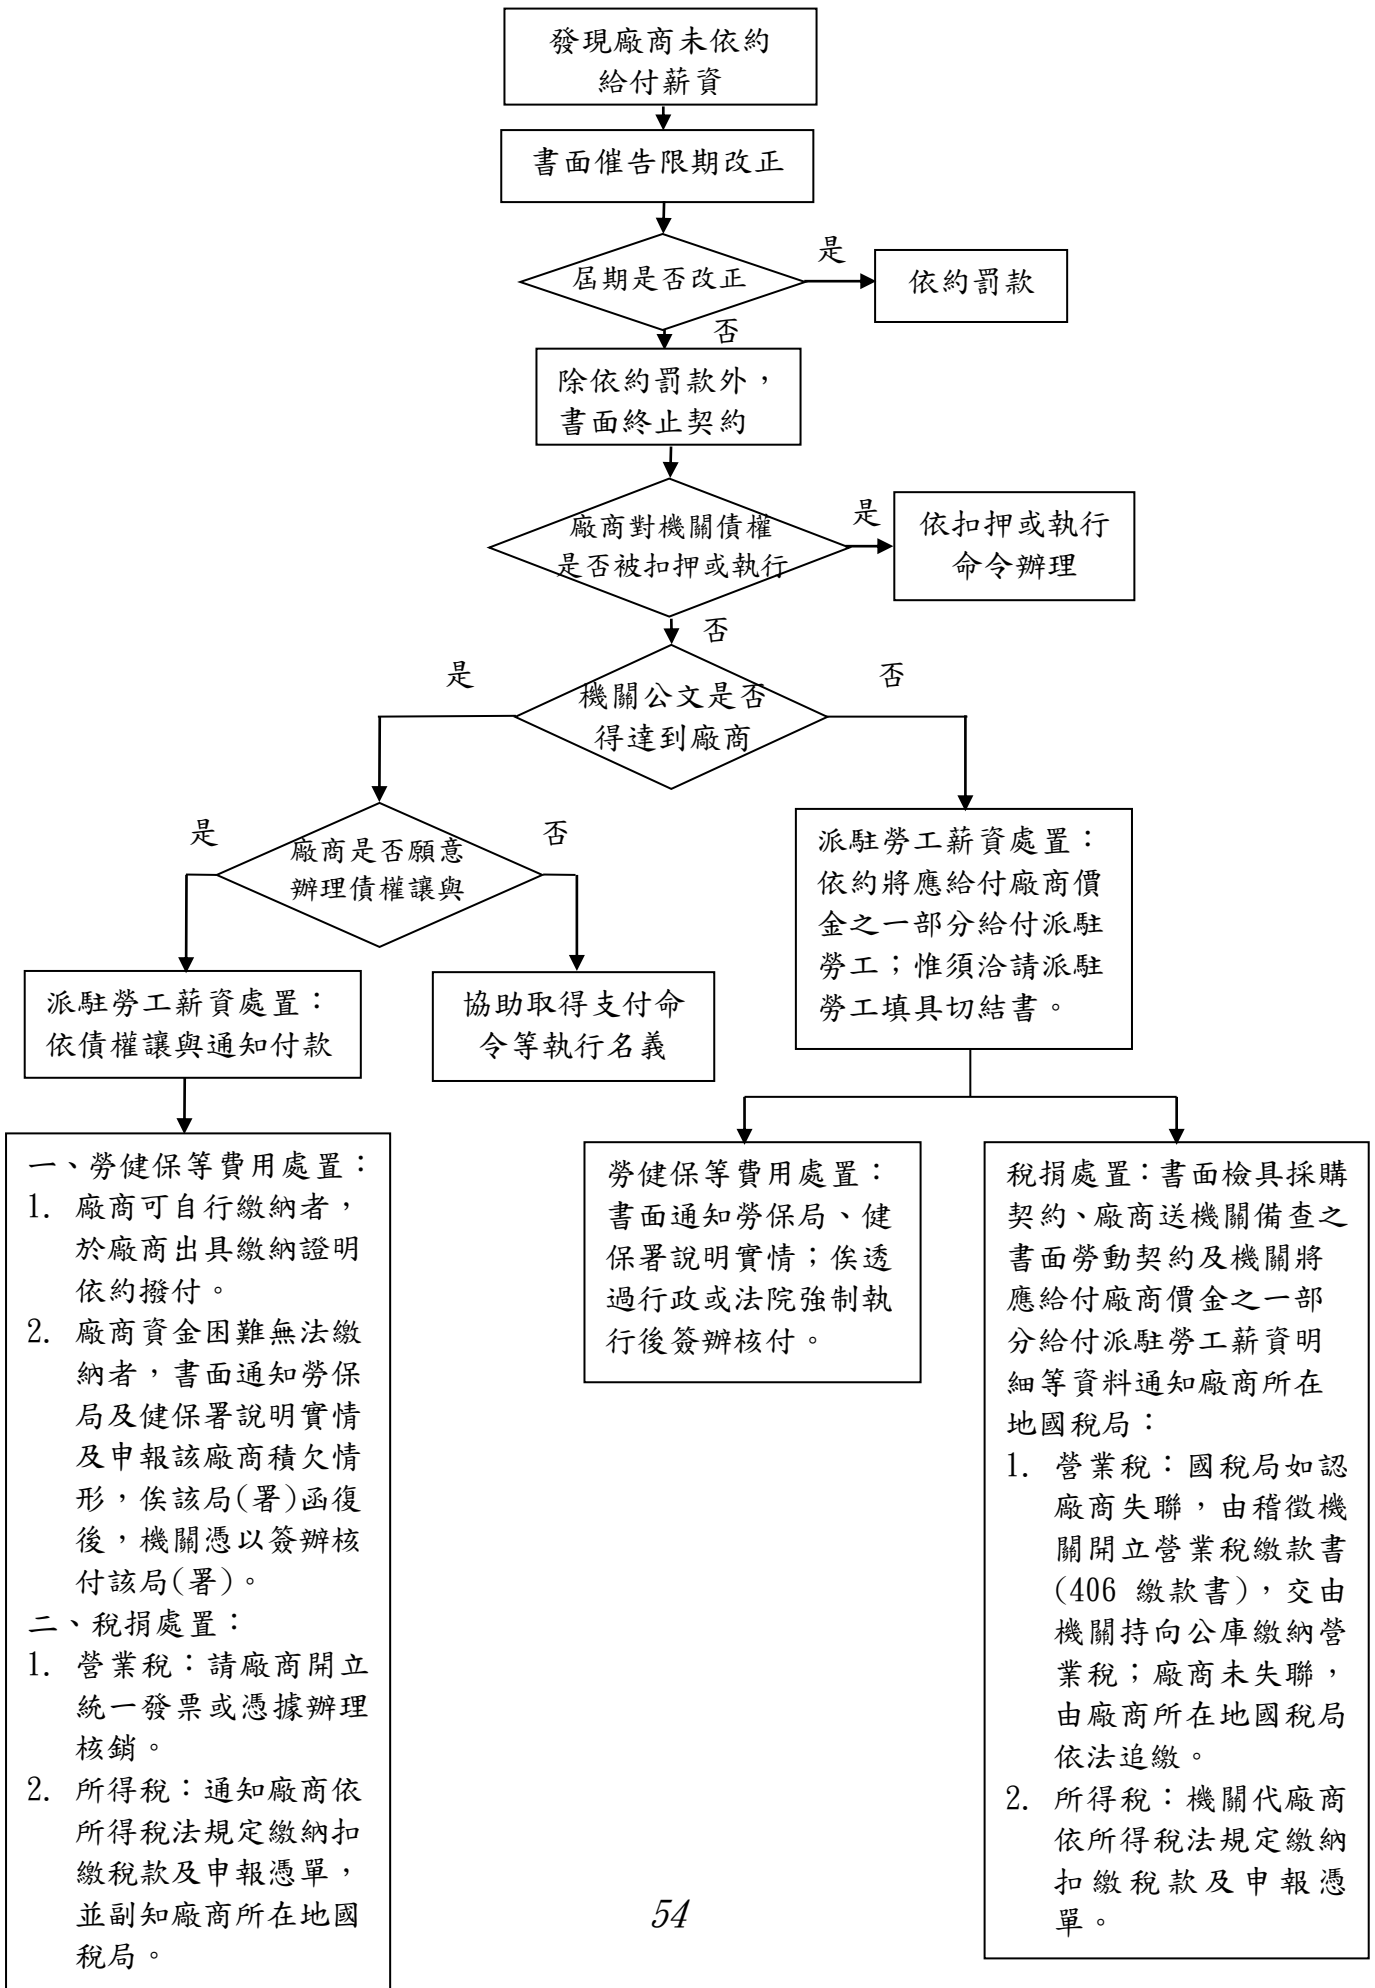 發現廠商未依約
給付薪資
書面催告限期改正
屆期是否改正
是
依約罰款
否
除依約罰款外，
書面終止契約
廠商對機關債權
是否被扣押或執行
是
依扣押或執行
命令辦理
否
機關公文是否
得達到廠商
是
否
廠商是否願意
辦理債權讓與
是
否
派駐勞工薪資處置：
依債權讓與通知付款
協助取得支付命
令等執行名義
派駐勞工薪資處置：
依約將應給付廠商價
金之一部分給付派駐
勞工；惟須洽請派駐
勞工填具切結書。
一、勞健保等費用處置：
1. 廠商可自行繳納者，
於廠商出具繳納證明
依約撥付。
2. 廠商資金困難無法繳
納者，書面通知勞保
局及健保署說明實情
及申報該廠商積欠情
形，俟該局(署)函復
後，機關憑以簽辦核
付該局(署)。
二、稅捐處置：
1. 營業稅：請廠商開立
統一發票或憑據辦理
核銷。
2. 所得稅：通知廠商依
所得稅法規定繳納扣
繳稅款及申報憑單，
並副知廠商所在地國
稅局。
勞健保等費用處置：
書面通知勞保局、健
保署說明實情；俟透
過行政或法院強制執
行後簽辦核付。
稅捐處置：書面檢具採購
契約、廠商送機關備查之
書面勞動契約及機關將
應給付廠商價金之一部
分給付派駐勞工薪資明
細等資料通知廠商所在
地國稅局：
1. 營業稅：國稅局如認
廠商失聯，由稽徵機
關開立營業稅繳款書
(406 繳款書)，交由
機關持向公庫繳納營
業稅；廠商未失聯，
由廠商所在地國稅局
依法追繳。
2. 所得稅：機關代廠商
依所得稅法規定繳納
扣繳稅款及申報憑
單。
54